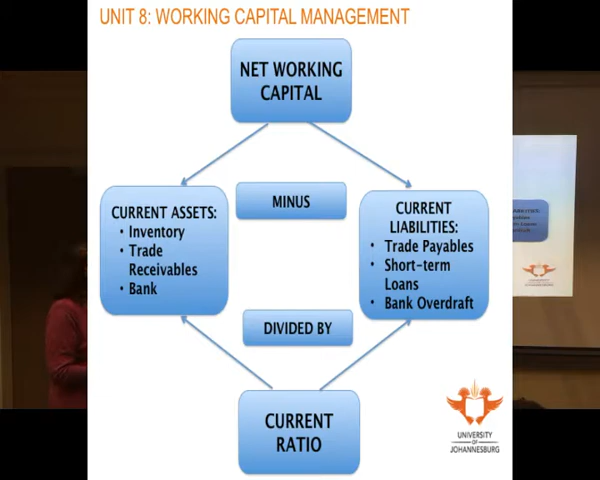 UNIT 8: WORKING CAPITAL MANAGEMENT
NET WORKING
CAPITAL
MINUS
CURRENT ASSETS:
• Inventory
• Trade
Receivables
• Bank
CURRENT
LIABILITIES:
• Trade Payables
• Short-term
Loans
• Bank Overdraft
DIVIDED BY
CURRENT
RATIO
UNIVERSITY
OF
JOHANNESBURG